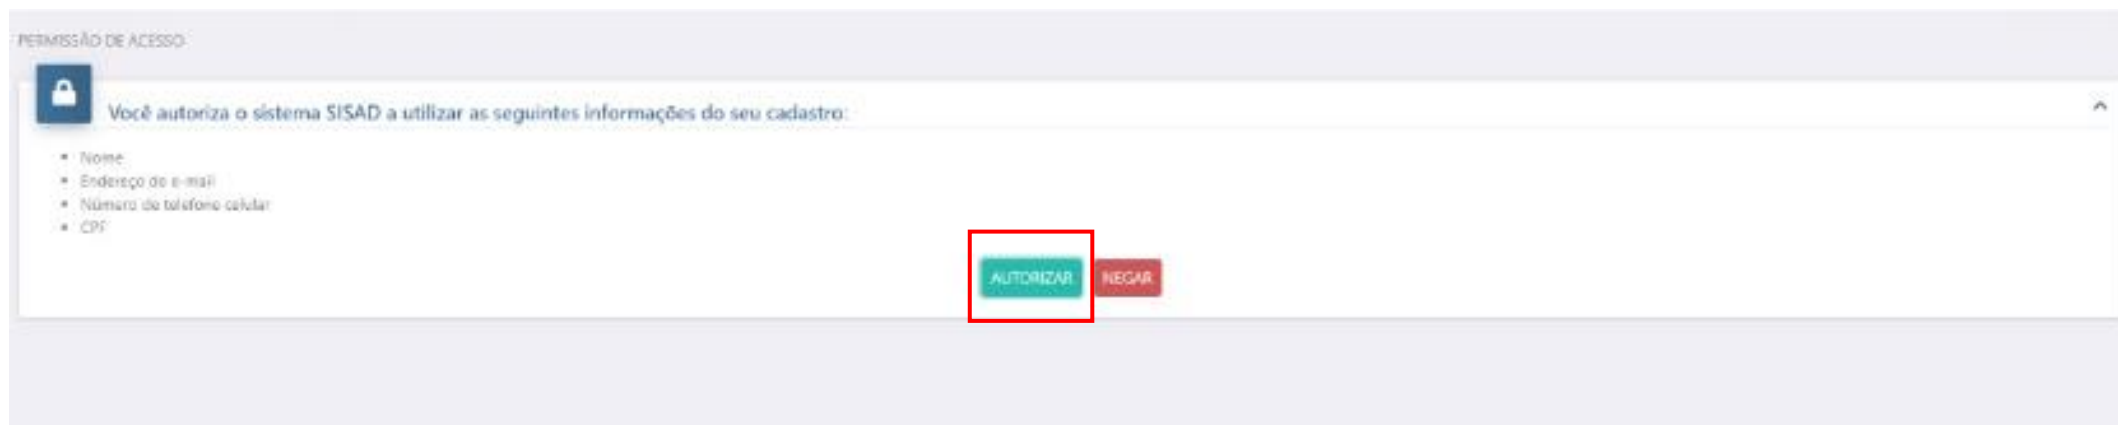 PERMISSÃO DE ACESSO
Você autoriza o sistema SISAD a utilizar as seguintes informações do seu cadastro:
Nome
Endereço de e-mail
Número de telefone celular
CPF
AUTORIZAR NEGAR